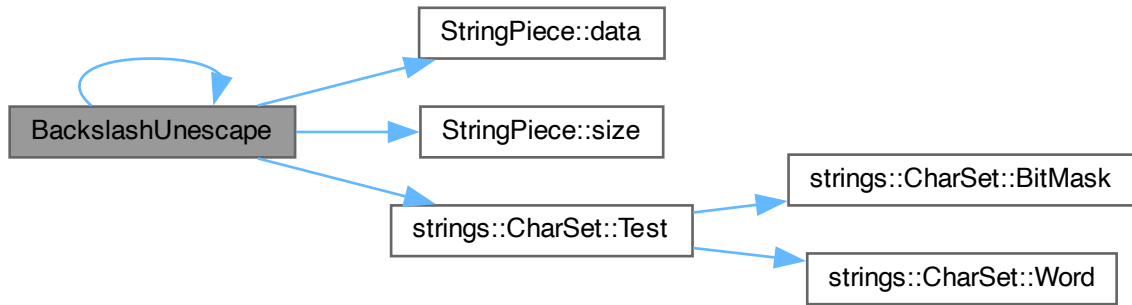 StringPiece::data
BackslashUnescape
StringPiece::size
strings::CharSet::BitMask
strings::CharSet::Test
strings::CharSet::Word